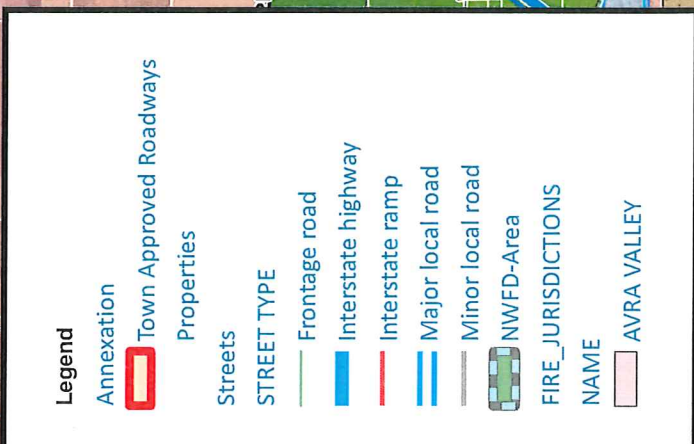 Legend
Annexation
Town Approved Roadways
Properties
Streets
STREET TYPE
Frontage road
Interstate highway
Interstate ramp
Major local road
Minor local road
NWFD-Area
FIRE_JURISDICTIONS
NAME
AVRA VALLEY